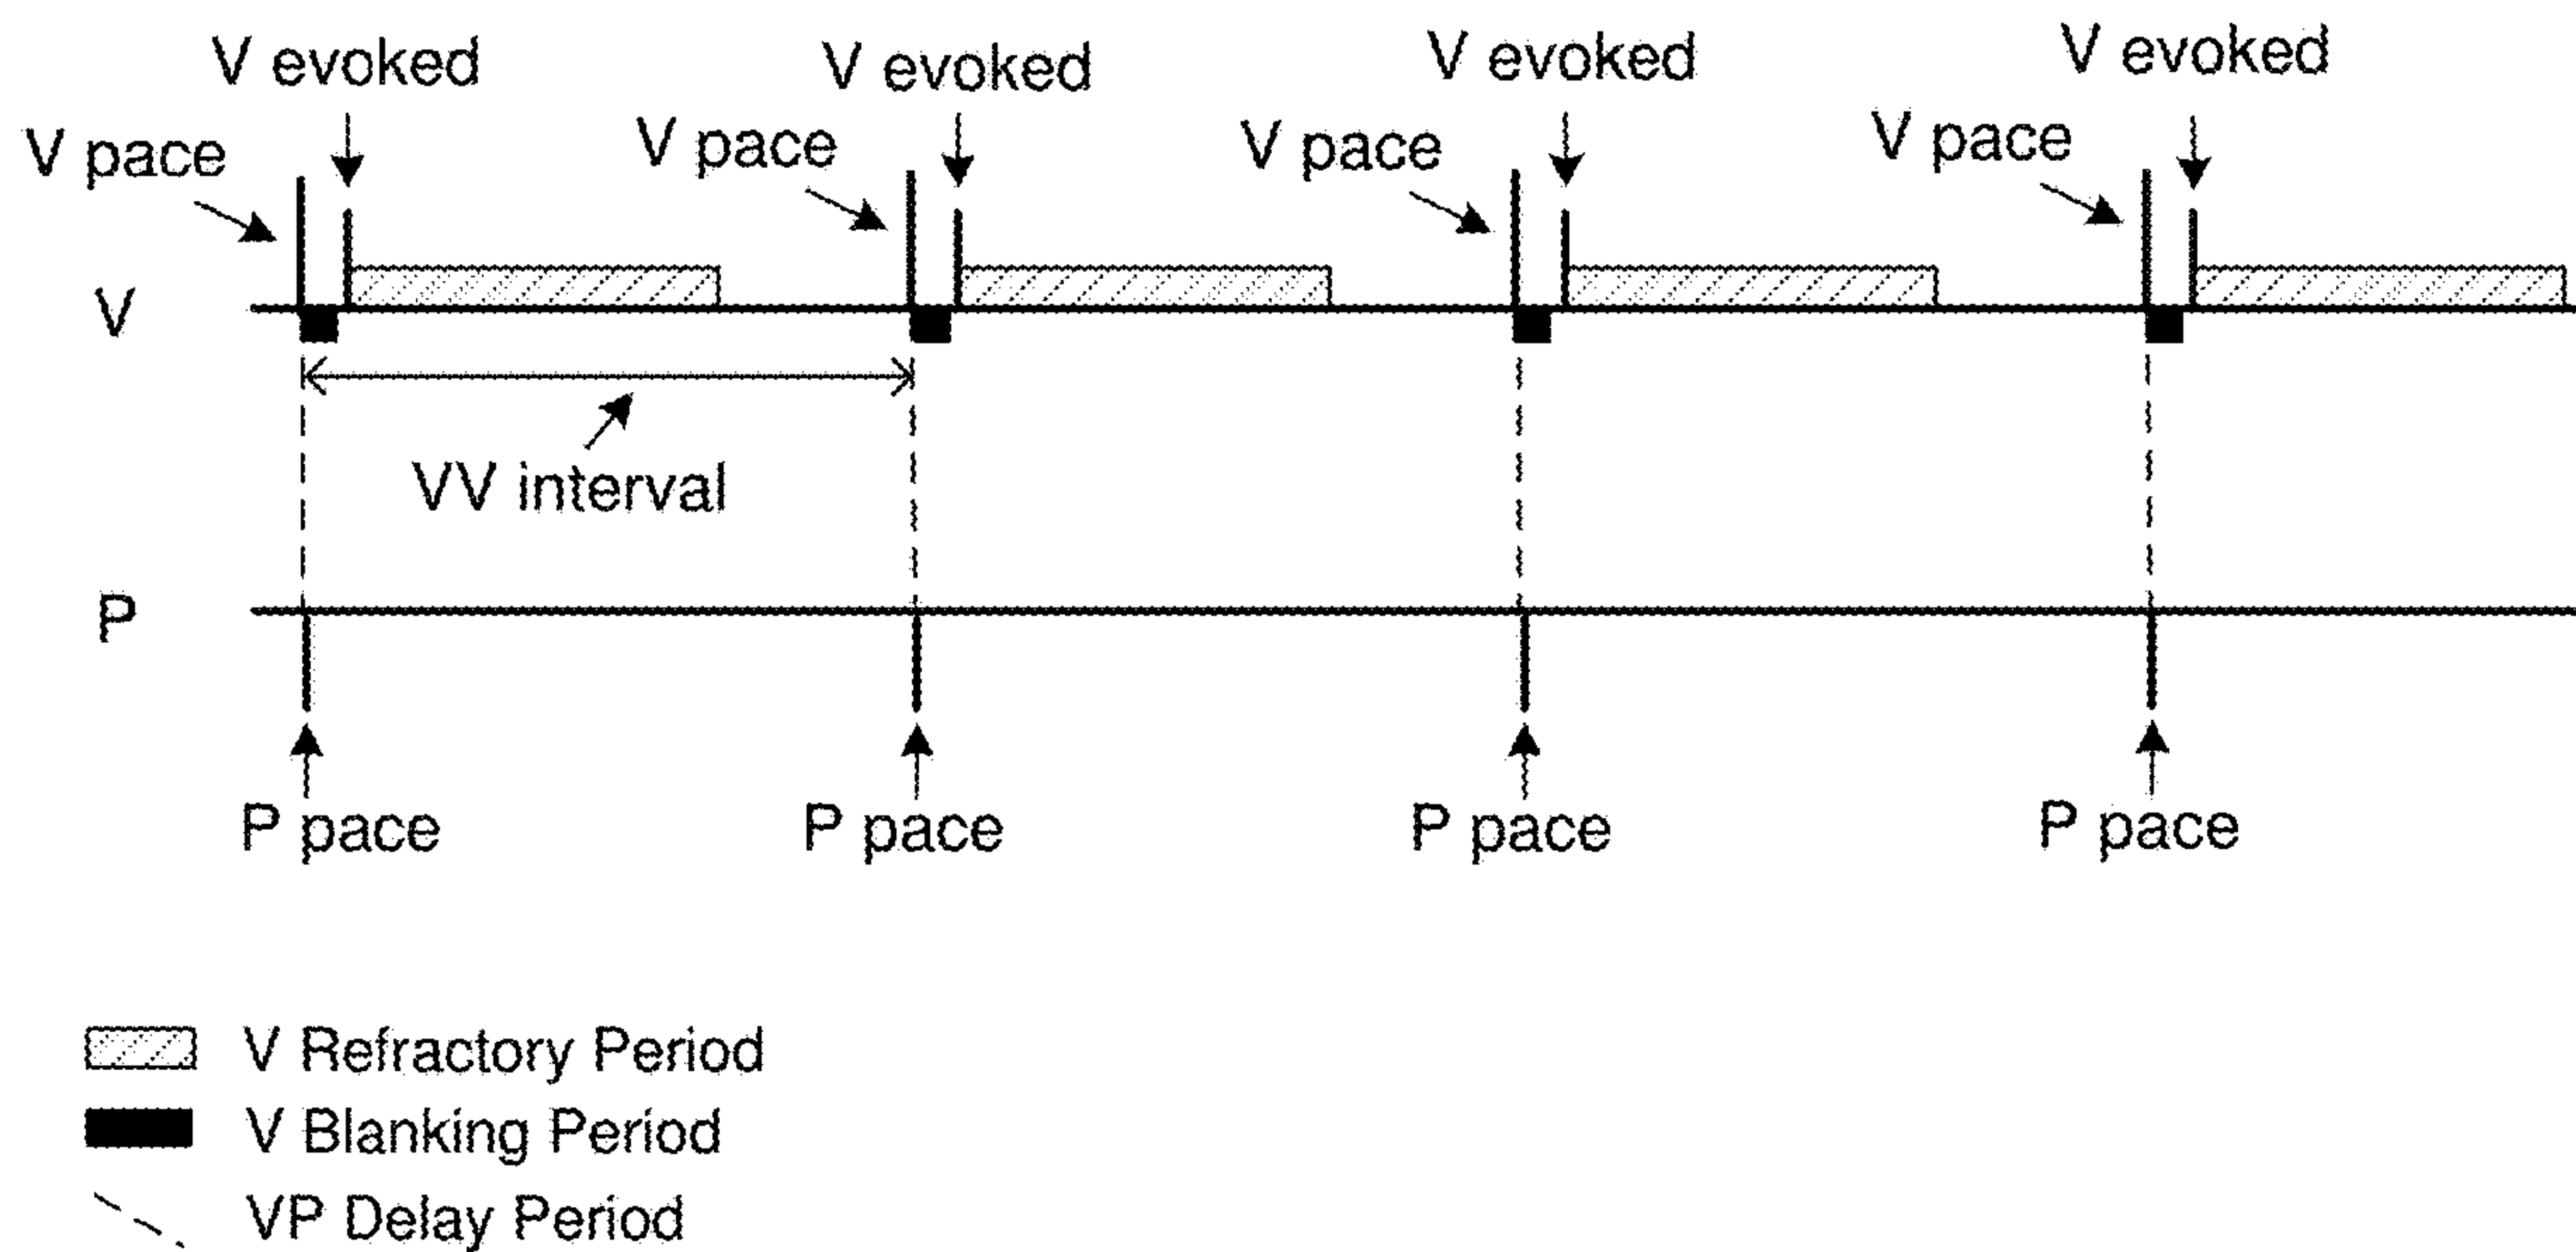 V evoked
V evoked
V evoked
V evoked
V pace
V pace
V pace
V pace
V
VV interval
P
P pace
P pace
P pace
P pace
V Refractory Period
V Blanking Period
VP Delay Period